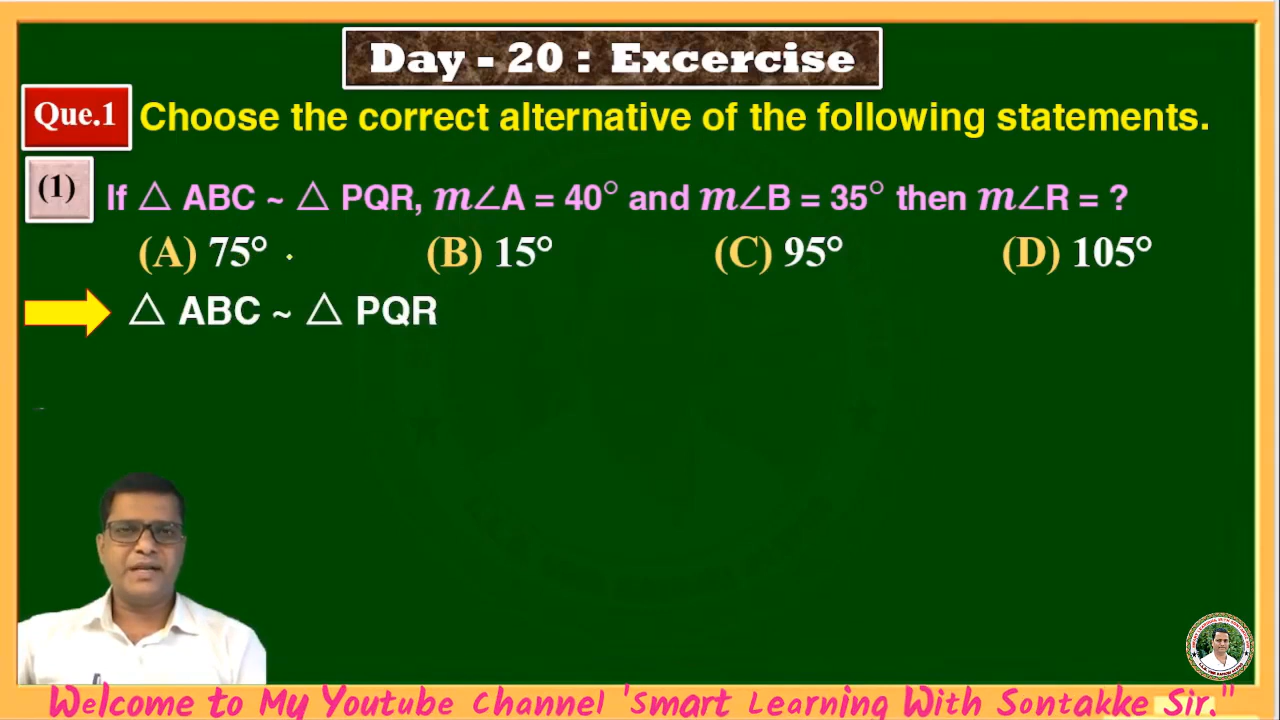 Day - 20 : Excercise
Que.1 Choose the correct alternative of the following statements.
(1) If △ ABC ~ △ PQR, m∠A = 40° and m∠B = 35° then m∠R = ?
(A) 75° (B) 15° (C) 95° (D) 105°
△ ABC ~ △ PQR
Welcome to My Youtube Channel 'Smart Learning With Sontakke Sir."